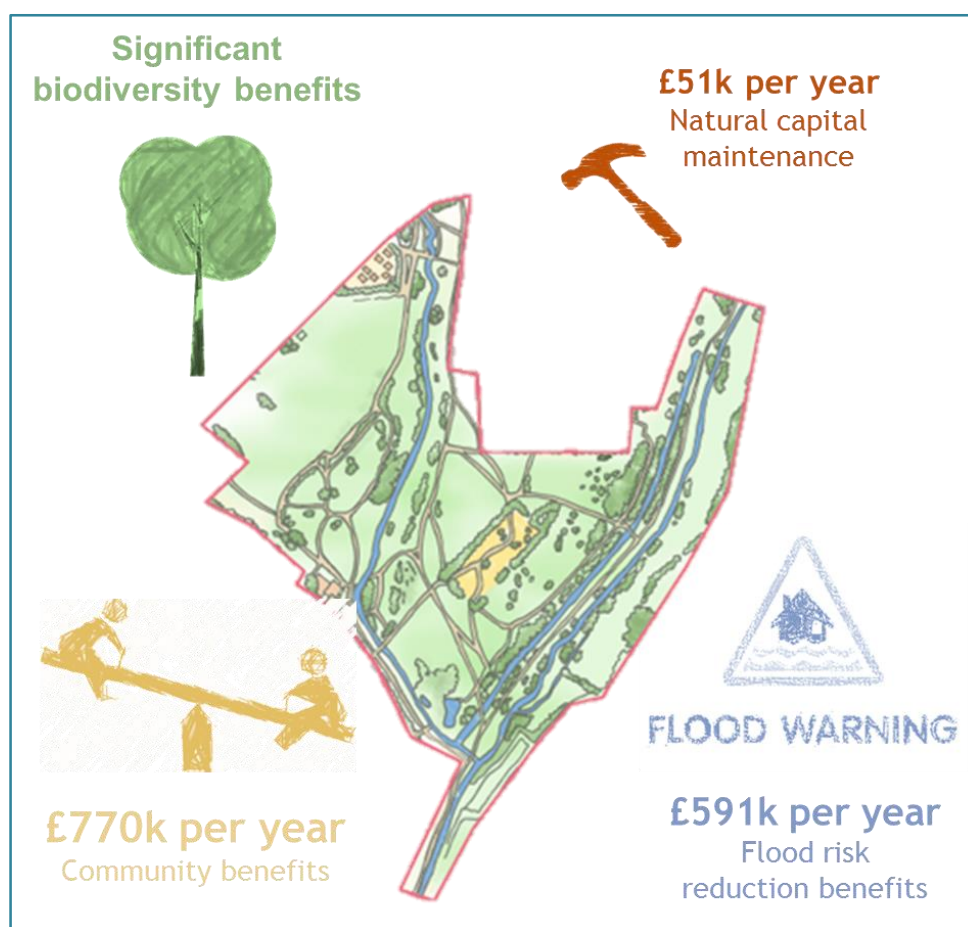 Significant
biodiversity benefits
£51k per year
Natural capital
maintenance
FLOOD WARNING
£770k per year
Community benefits
£591k per year
Flood risk
reduction benefits